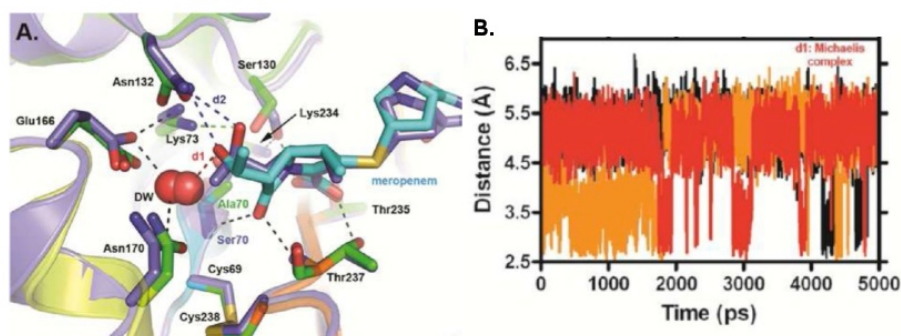 A.
Asn132
Ser130
d2
Lys234
Glu166
Lys73
d1
meropenem
DW
Ala70
Thr235
Asn170
Ser70
Cys69
Thr237
Cys238
B.
d1: Michaelis
complex
Distance (Å)
6.5
5.5
4.5
3.5
2.5
0 1000 2000 3000 4000 5000
Time (ps)